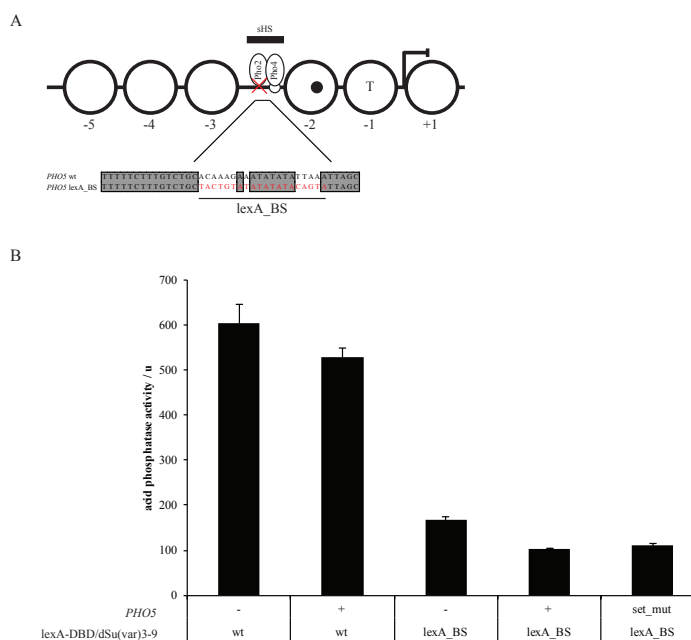 A
sHS
Pho2 Pho4
T
-5 -4 -3 -2 -1 +1
PHO5 wt TTTTTCTTTGTCTGCACAAAGAAATATATATTAAATTAGC
PHO5 lexA_BS TTTTTCTTTGTCTGCTACTGTATATATATACAGTATTAGC
lexA_BS
B
700
600
500
400
300
200
100
0
acid phosphatase activity / u
PHO5 - + - + set_mut
lexA-DBD/dSu(var)3-9 wt wt lexA_BS lexA_BS lexA_BS